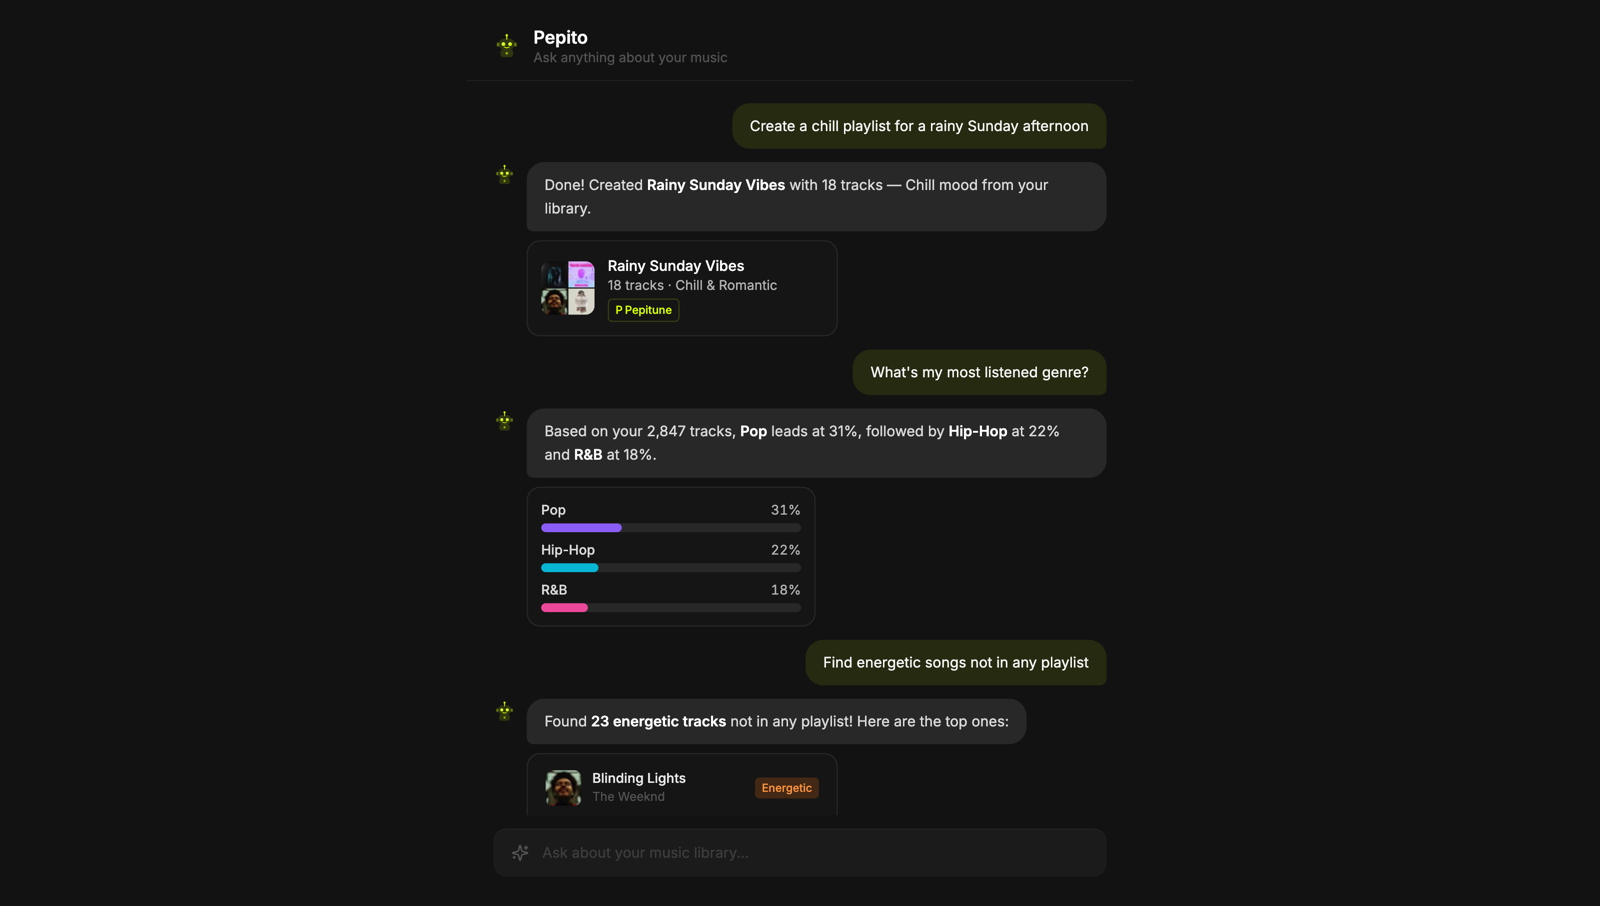 Pepito
Ask anything about your music
Create a chill playlist for a rainy Sunday afternoon
Done! Created Rainy Sunday Vibes with 18 tracks — Chill mood from your
library.
Rainy Sunday Vibes
18 tracks · Chill & Romantic
P Pepitune
What's my most listened genre?
Based on your 2,847 tracks, Pop leads at 31%, followed by Hip-Hop at 22%
and R&B at 18%.
Pop 31%
Hip-Hop 22%
R&B 18%
Find energetic songs not in any playlist
Found 23 energetic tracks not in any playlist! Here are the top ones:
Blinding Lights
The Weeknd
Energetic
Ask about your music library...